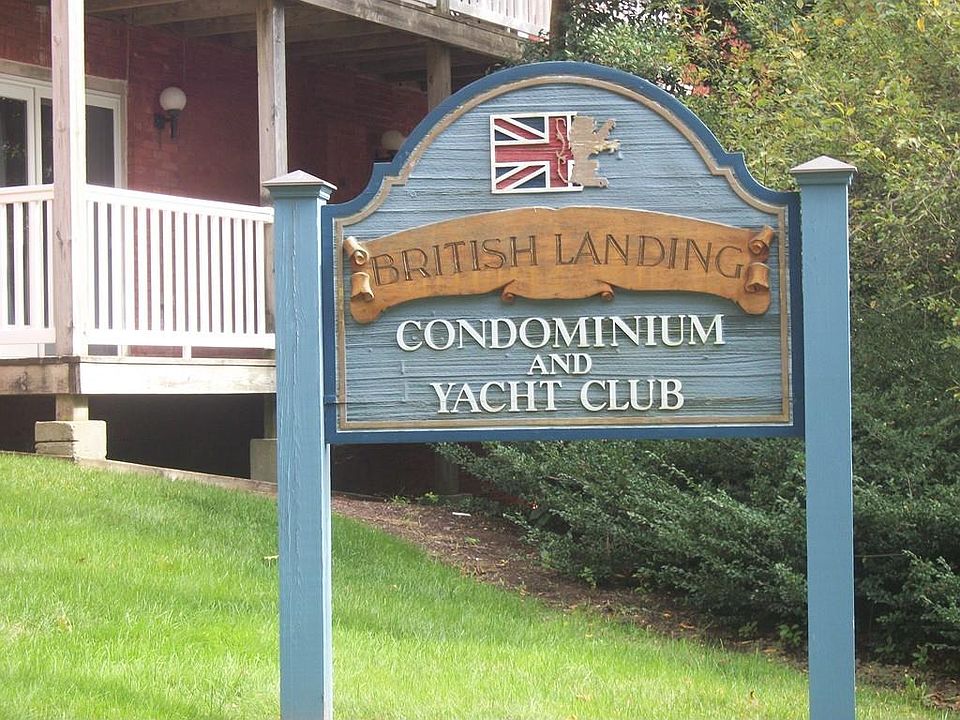 BRITISH LANDING
CONDOMINIUM
AND
YACHT CLUB